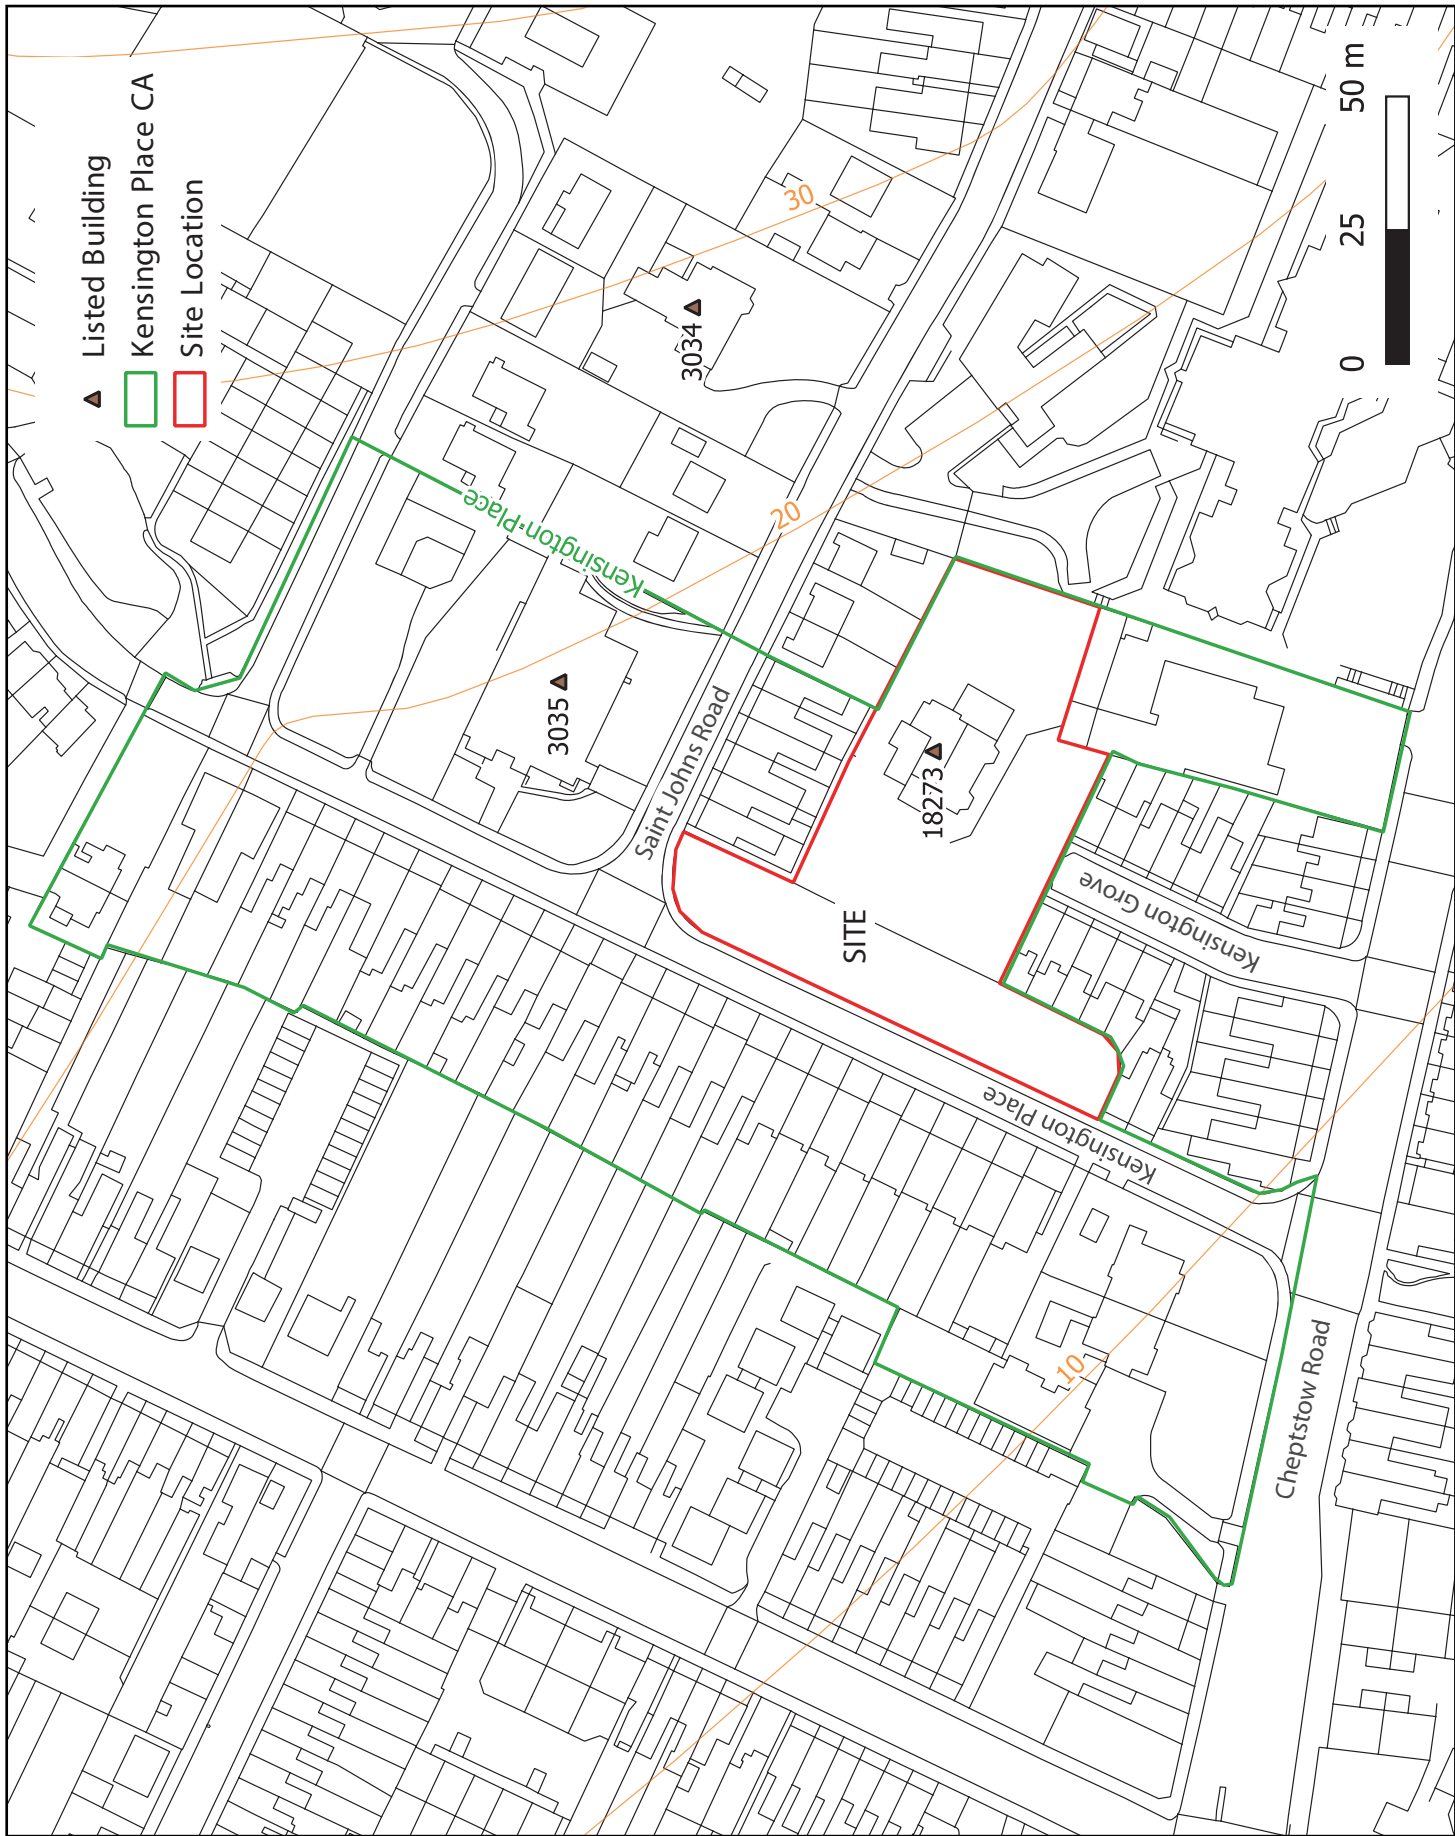 Listed Building
Kensington Place CA
Site Location
30
3034
Kensington Place
20
3035
Saint Johns Road
18273
SITE
Kensington Grove
Kensington Place
10
Cheptstow Road
0 25 50 m